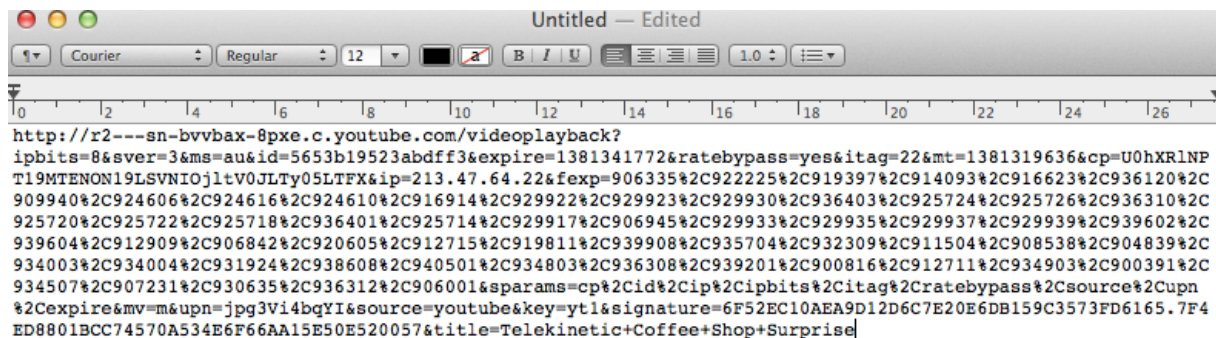 Untitled — Edited
¶ Courier Regular 12 a B I U 1.0
0 2 4 6 8 10 12 14 16 18 20 22 24 26
http://r2---sn-bvvbax-8pxe.c.youtube.com/videoplayback?
ipbits=8&sver=3&ms=au&id=5653b19523abdff3&expire=1381341772&ratebypass=yes&itag=22&mt=1381319636&cp=U0hXRlNP
T19MTENON19LSVNIOjltV0JLTy05LTFX&ip=213.47.64.22&fexp=906335%2C922225%2C919397%2C914093%2C916623%2C936120%2C
909940%2C924606%2C924616%2C924610%2C916914%2C929922%2C929923%2C929930%2C936403%2C925724%2C925726%2C936310%2C
925720%2C925722%2C925718%2C936401%2C925714%2C929917%2C906945%2C929933%2C929935%2C929937%2C929939%2C939602%2C
939604%2C912909%2C906842%2C920605%2C912715%2C919811%2C939908%2C935704%2C932309%2C911504%2C908538%2C904839%2C
934003%2C934004%2C931924%2C938608%2C940501%2C934803%2C936308%2C939201%2C900816%2C912711%2C934903%2C900391%2C
934507%2C907231%2C930635%2C936312%2C906001&sparams=cp%2Cid%2Cip%2Cipbits%2Citag%2Cratebypass%2Csource%2Cupn
%2Cexpire&mv=m&upn=jpg3Vi4bqYI&source=youtube&key=yt1&signature=6F52EC10AEA9D12D6C7E20E6DB159C3573FD6165.7F4
ED8801BCC74570A534E6F66AA15E50E520057&title=Telekinetic+Coffee+Shop+Surprise